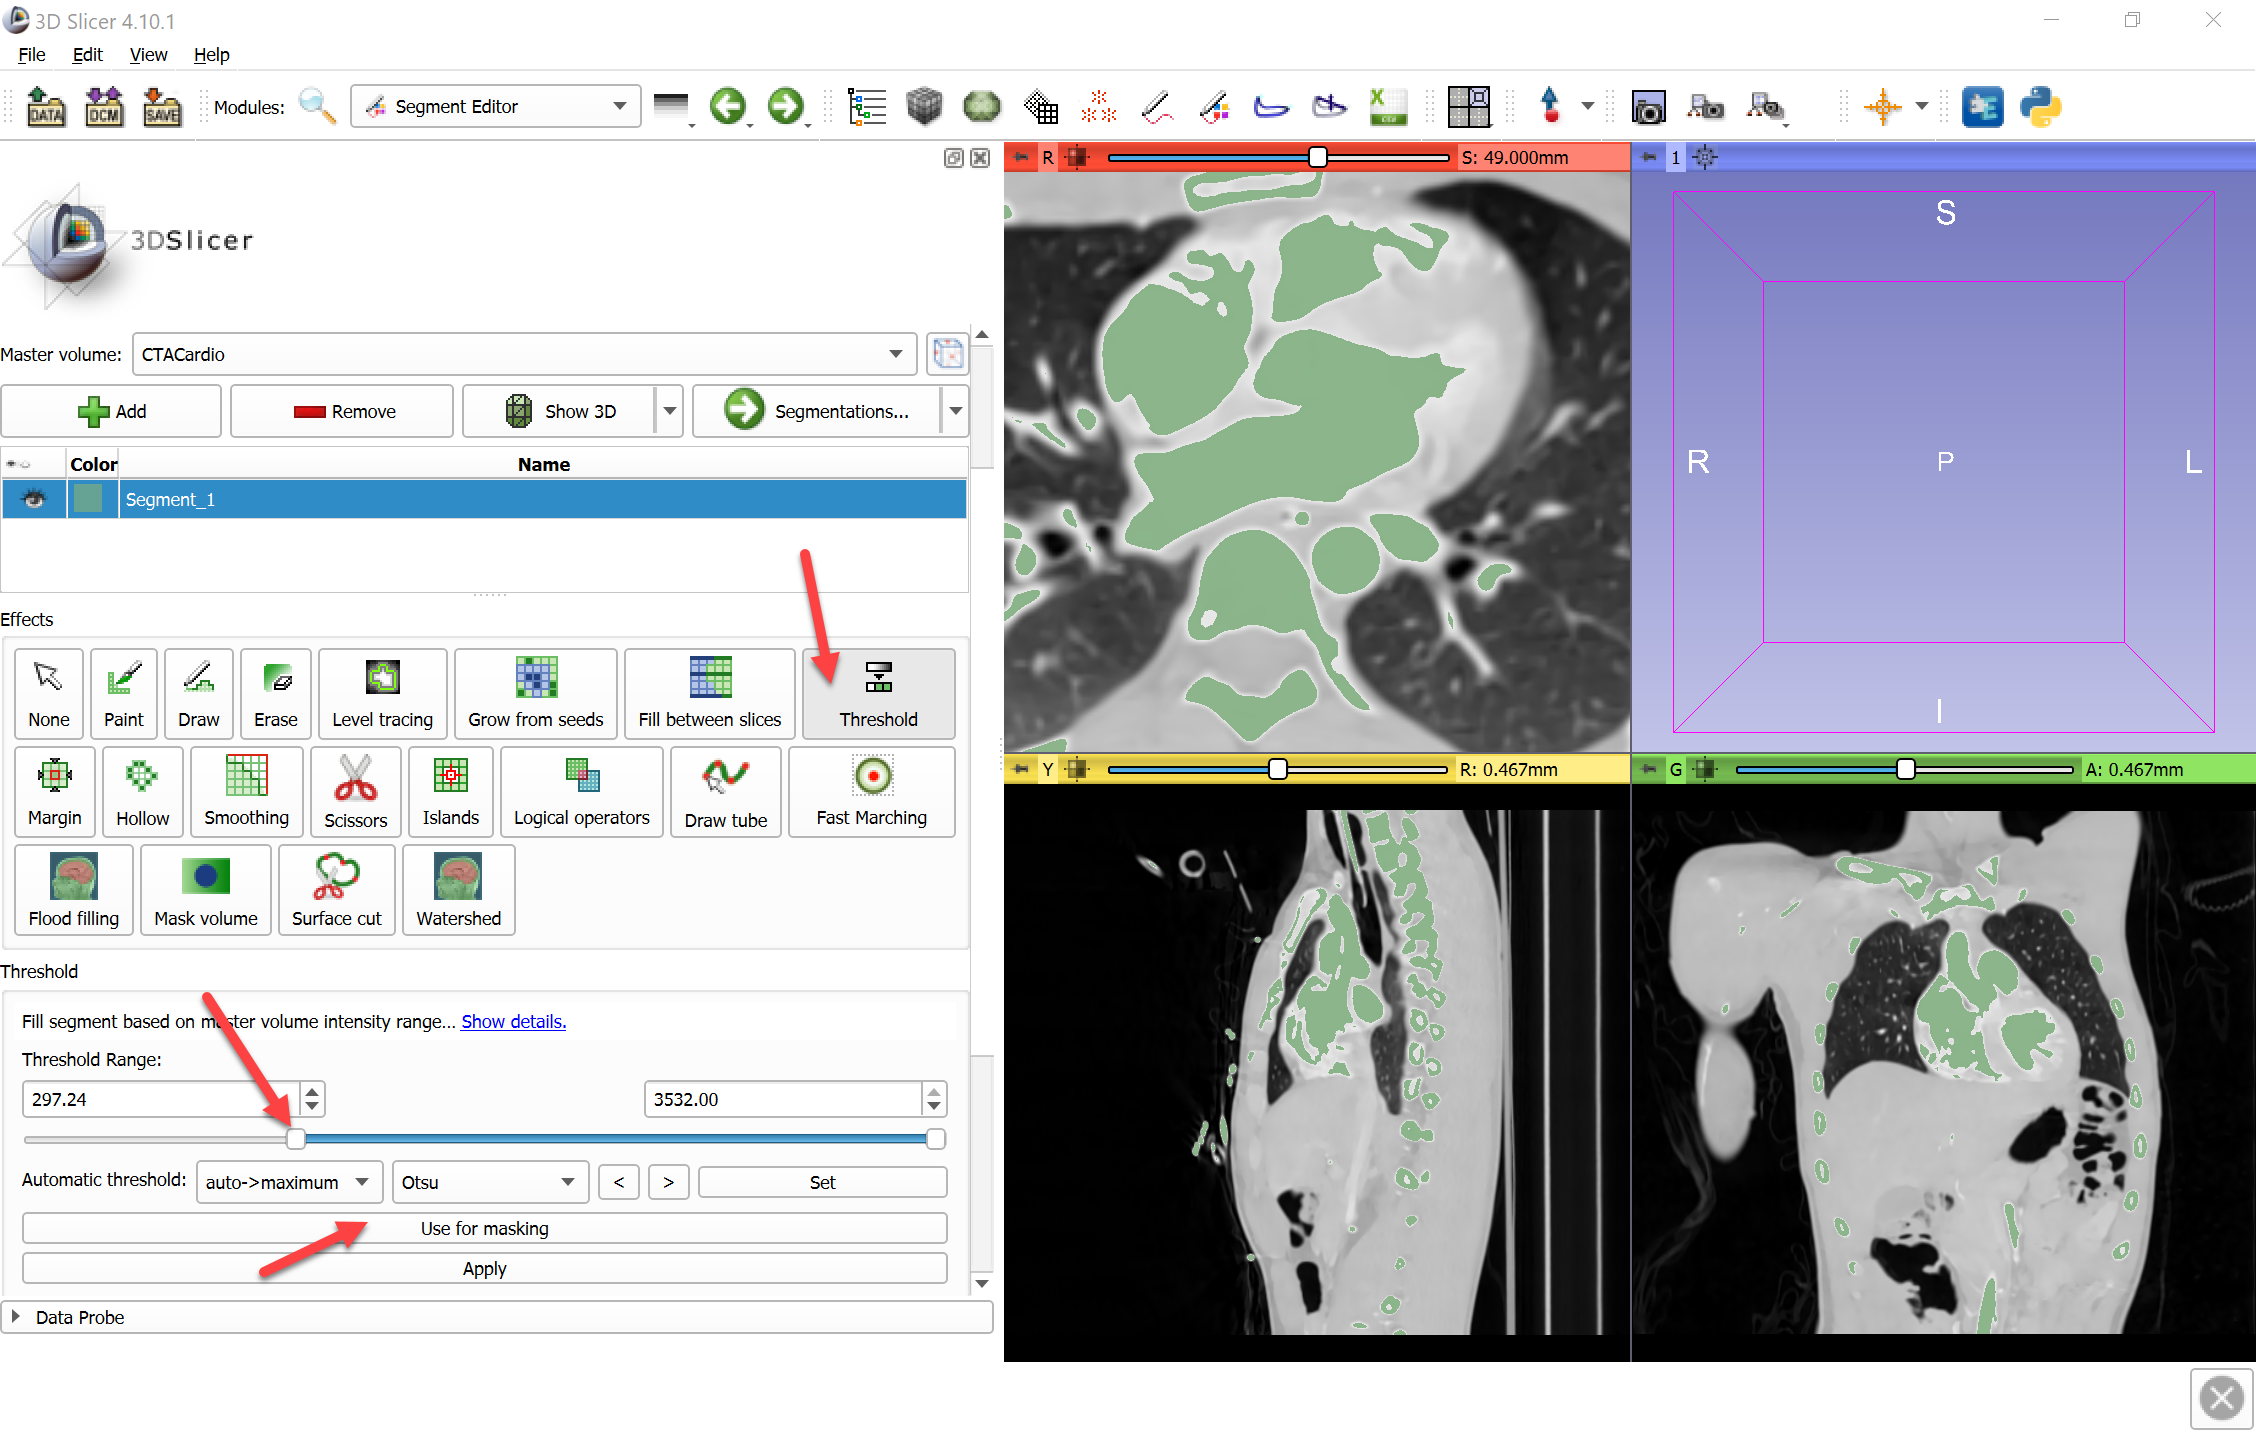 3D Slicer 4.10.1
File Edit View Help
DATA DCM SAVE Modules: Segment Editor
3DSlicer
Master volume: CTACardio
Add Remove Show 3D Segmentations...
Color Name
Segment_1
Effects
None Paint Draw Erase Level tracing Grow from seeds Fill between slices Threshold
Margin Hollow Smoothing Scissors Islands Logical operators Draw tube Fast Marching
Flood filling Mask volume Surface cut Watershed
Threshold
Fill segment based on master volume intensity range... Show details.
Threshold Range:
297.24 3532.00
Automatic threshold: auto->maximum Otsu < > Set
Use for masking
Apply
Data Probe
R S: 49.000mm
1
S
R P L
I
Y R: 0.467mm
G A: 0.467mm